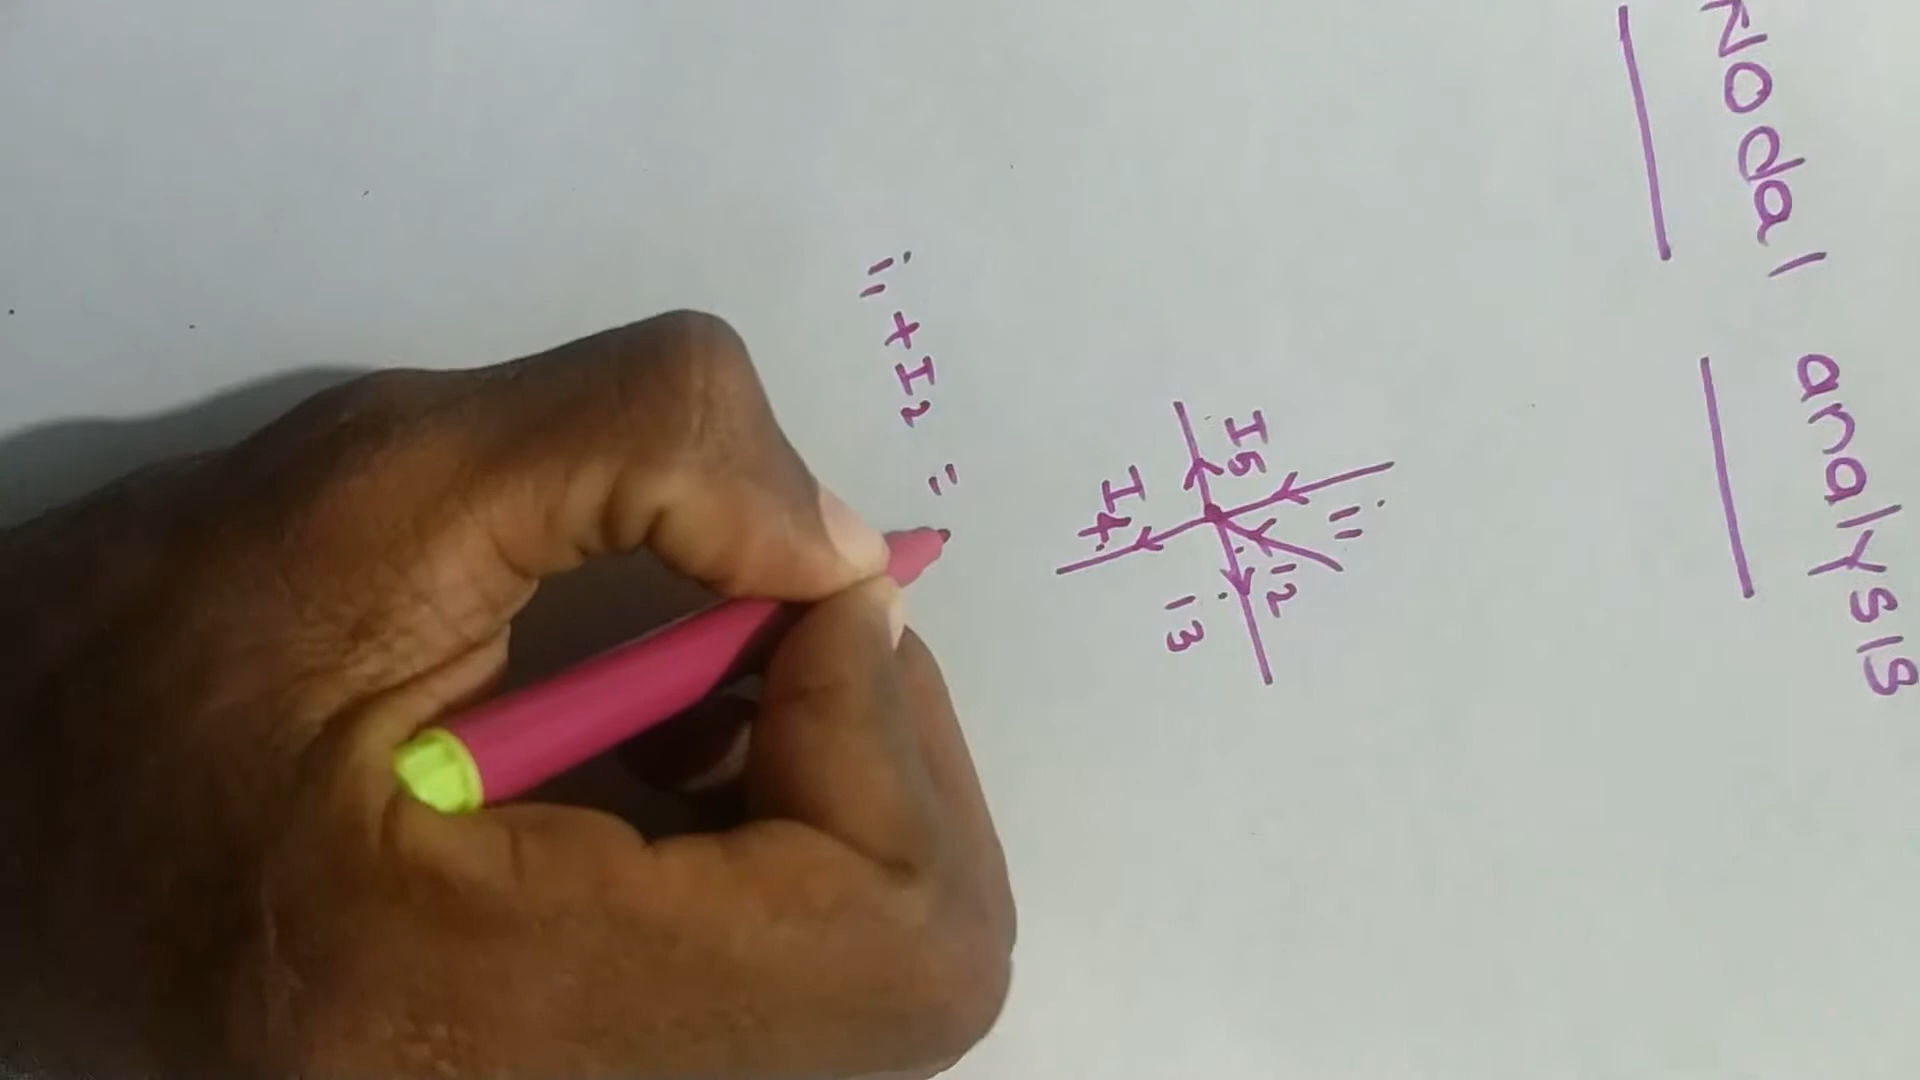 Nodal analysis
i1
I5
i2
I4
i3
i1 + I2 =